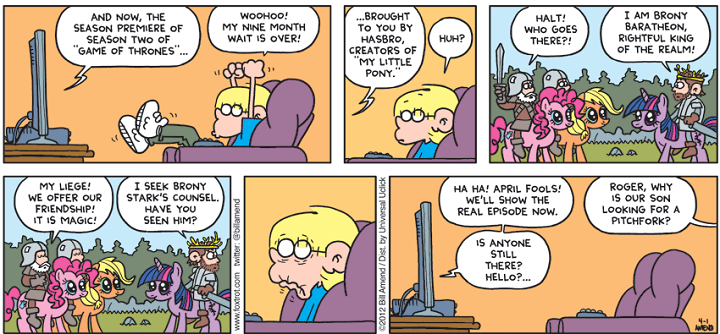 AND NOW, THE
SEASON PREMIERE OF
SEASON TWO OF
"GAME OF THRONES"...
WOOHOO!
MY NINE MONTH
WAIT IS OVER!
...BROUGHT
TO YOU BY
HASBRO,
CREATORS OF
"MY LITTLE
PONY."
HUH?
HALT!
WHO GOES
THERE?!
I AM BRONY
BARATHEON,
RIGHTFUL KING
OF THE REALM!
MY LIEGE!
WE OFFER OUR
FRIENDSHIP!
IT IS MAGIC!
I SEEK BRONY
STARK'S COUNSEL.
HAVE YOU
SEEN HIM?
www.foxtrot.com twitter: @billamend
©2012 Bill Amend / Dist. by Universal Uclick
HA HA! APRIL FOOLS!
WE'LL SHOW THE
REAL EPISODE NOW.
IS ANYONE
STILL
THERE?
HELLO?...
ROGER, WHY
IS OUR SON
LOOKING FOR A
PITCHFORK?
4-1
AMEND